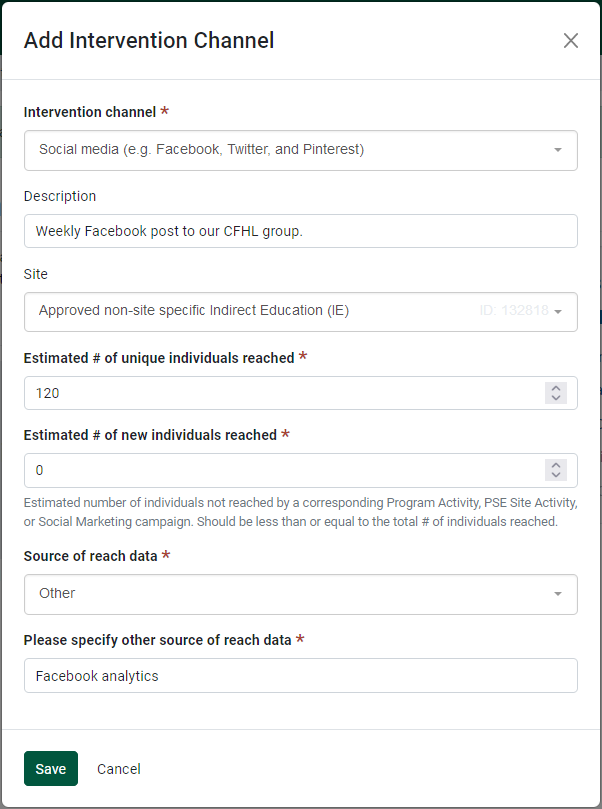 Add Intervention Channel
Intervention channel *
Social media (e.g. Facebook, Twitter, and Pinterest)
Description
Weekly Facebook post to our CFHL group.
Site
Approved non-site specific Indirect Education (IE) ID: 132818
Estimated # of unique individuals reached *
120
Estimated # of new individuals reached *
0
Estimated number of individuals not reached by a corresponding Program Activity, PSE Site Activity,
or Social Marketing campaign. Should be less than or equal to the total # of individuals reached.
Source of reach data *
Other
Please specify other source of reach data *
Facebook analytics
Save Cancel